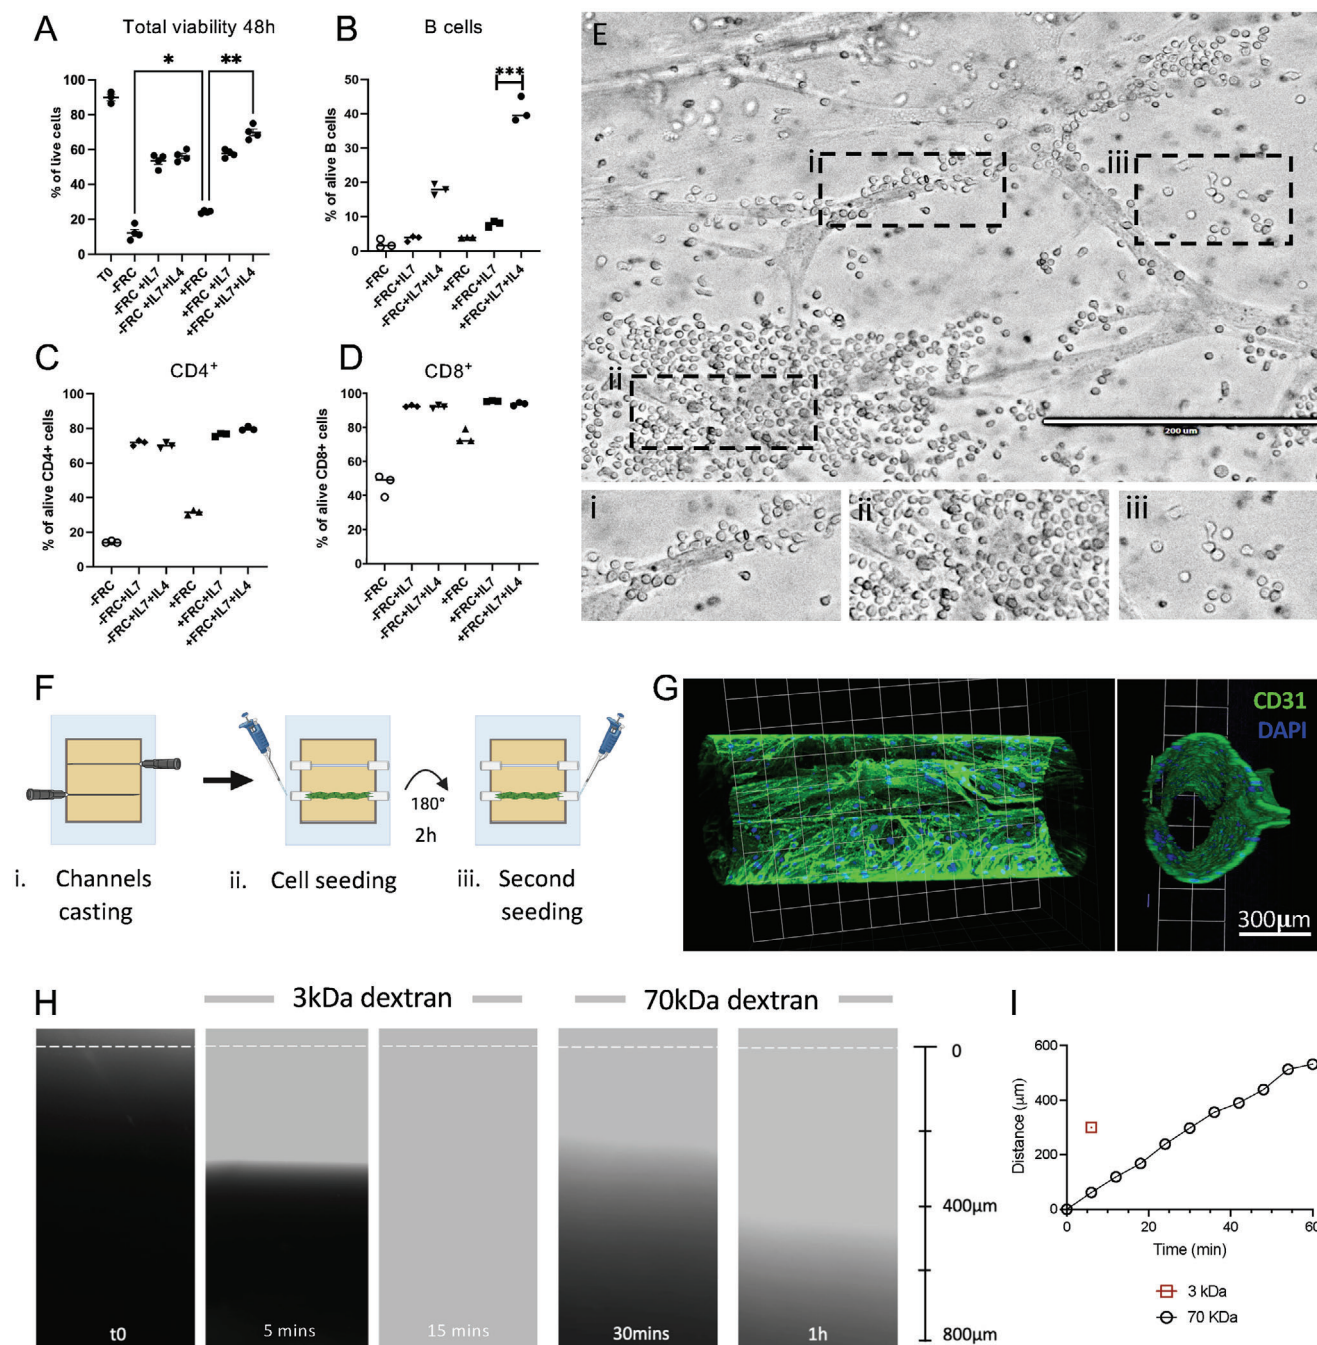 A
Total viability 48h
% of live cells
100
80
60
40
20
0
*
**
T0
-FRC
-FRC +IL7
-FRC +IL7+IL4
+FRC
+FRC +IL7
+FRC +IL7+IL4
B
B cells
% of alive B cells
50
40
30
20
10
0
***
-FRC
-FRC+IL7
-FRC+IL7+IL4
+FRC
+FRC+IL7
+FRC+IL7+IL4
C
CD4+
% of alive CD4+ cells
100
80
60
40
20
0
-FRC
-FRC+IL7
-FRC+IL7+IL4
+FRC
+FRC+IL7
+FRC+IL7+IL4
D
CD8+
% of alive CD8+ cells
100
80
60
40
20
0
-FRC
-FRC+IL7
-FRC+IL7+IL4
+FRC
+FRC+IL7
+FRC+IL7+IL4
E
i
iii
ii
200 um
i
ii
iii
F
180°
2h
i. Channels casting
ii. Cell seeding
iii. Second seeding
G
CD31
DAPI
300μm
H
3kDa dextran
70kDa dextran
t0
5 mins
15 mins
30mins
1h
0
400μm
800μm
I
Distance (μm)
600
400
200
0
0
20
40
60
Time (min)
3 kDa
70 KDa